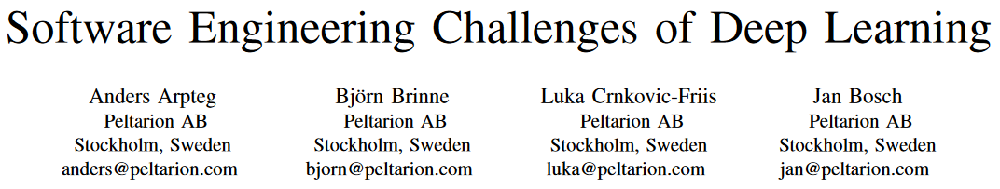 Software Engineering Challenges of Deep Learning
Anders Arpteg
Peltarion AB
Stockholm, Sweden
anders@peltarion.com
Björn Brinne
Peltarion AB
Stockholm, Sweden
bjorn@peltarion.com
Luka Crnkovic-Friis
Peltarion AB
Stockholm, Sweden
luka@peltarion.com
Jan Bosch
Peltarion AB
Stockholm, Sweden
jan@peltarion.com